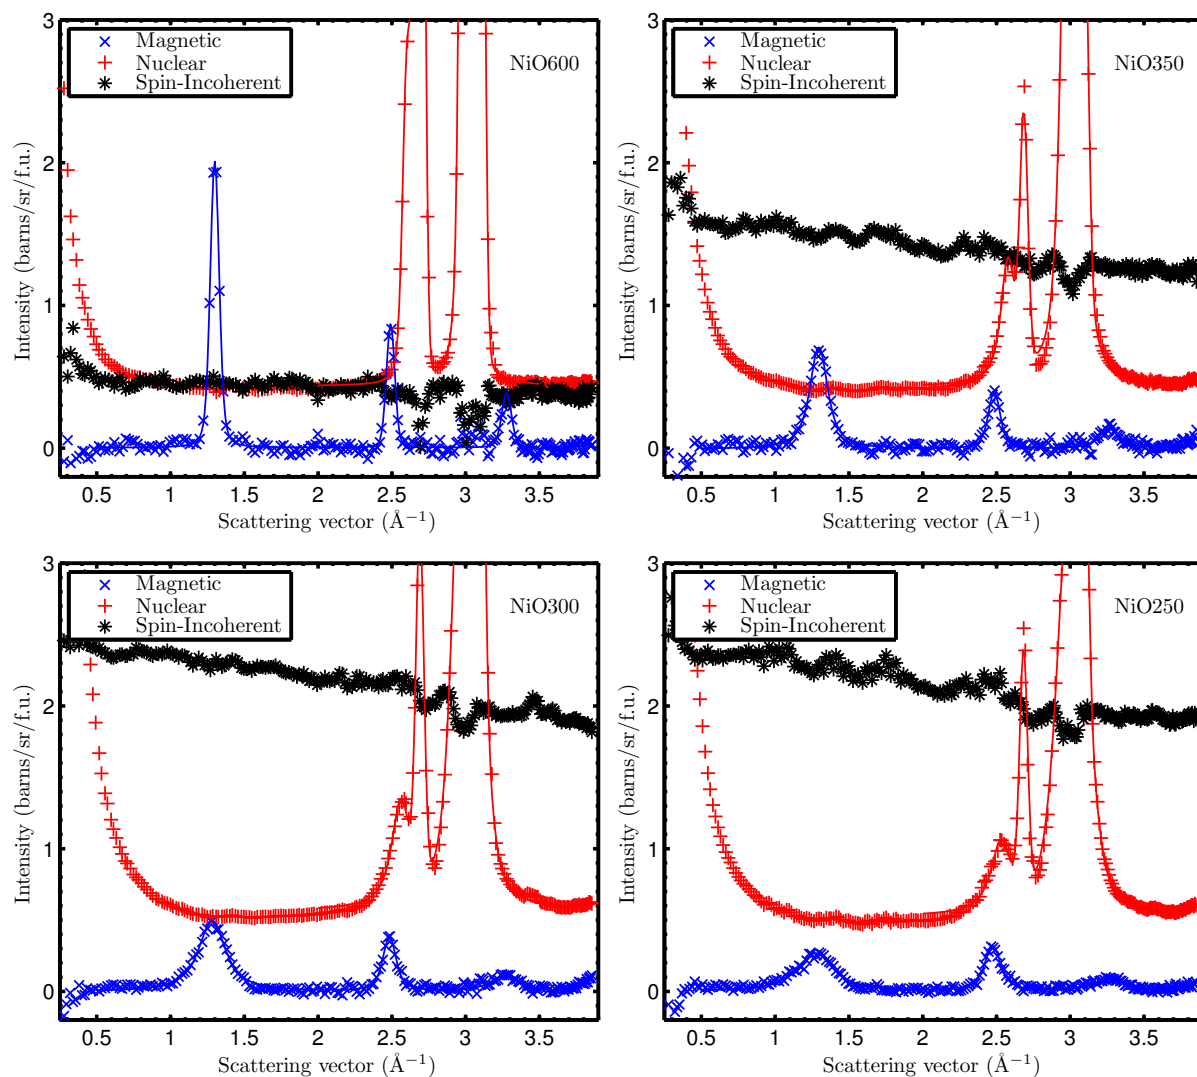 3
Magnetic
Nuclear
Spin-Incoherent
NiO600
2
1
0
Intensity (barns/sr/f.u.)
0.5 1 1.5 2 2.5 3 3.5
Scattering vector (Å⁻¹)
3
Magnetic
Nuclear
Spin-Incoherent
NiO350
2
1
0
Intensity (barns/sr/f.u.)
0.5 1 1.5 2 2.5 3 3.5
Scattering vector (Å⁻¹)
3
Magnetic
Nuclear
Spin-Incoherent
NiO300
2
1
0
Intensity (barns/sr/f.u.)
0.5 1 1.5 2 2.5 3 3.5
Scattering vector (Å⁻¹)
3
Magnetic
Nuclear
Spin-Incoherent
NiO250
2
1
0
Intensity (barns/sr/f.u.)
0.5 1 1.5 2 2.5 3 3.5
Scattering vector (Å⁻¹)